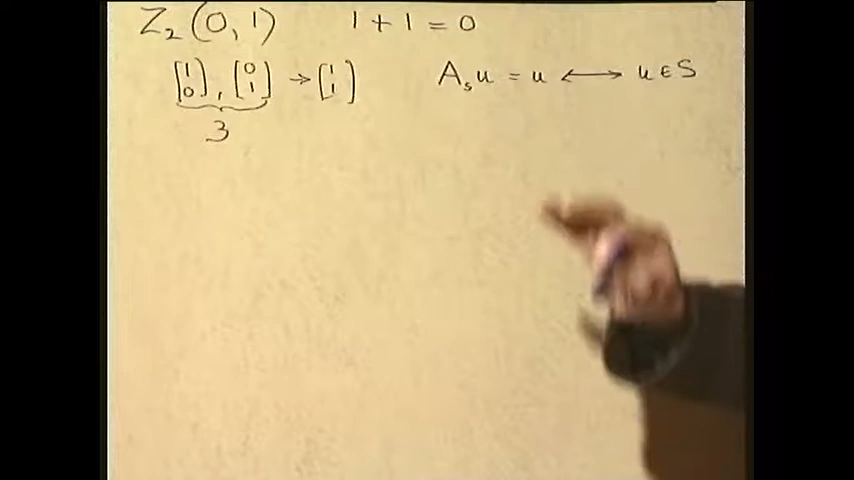 Z₂(0,1) 1 + 1 = 0
[1 0], [0 1] → [1 1] Aₛu = u ⟷ u ∈ S
3